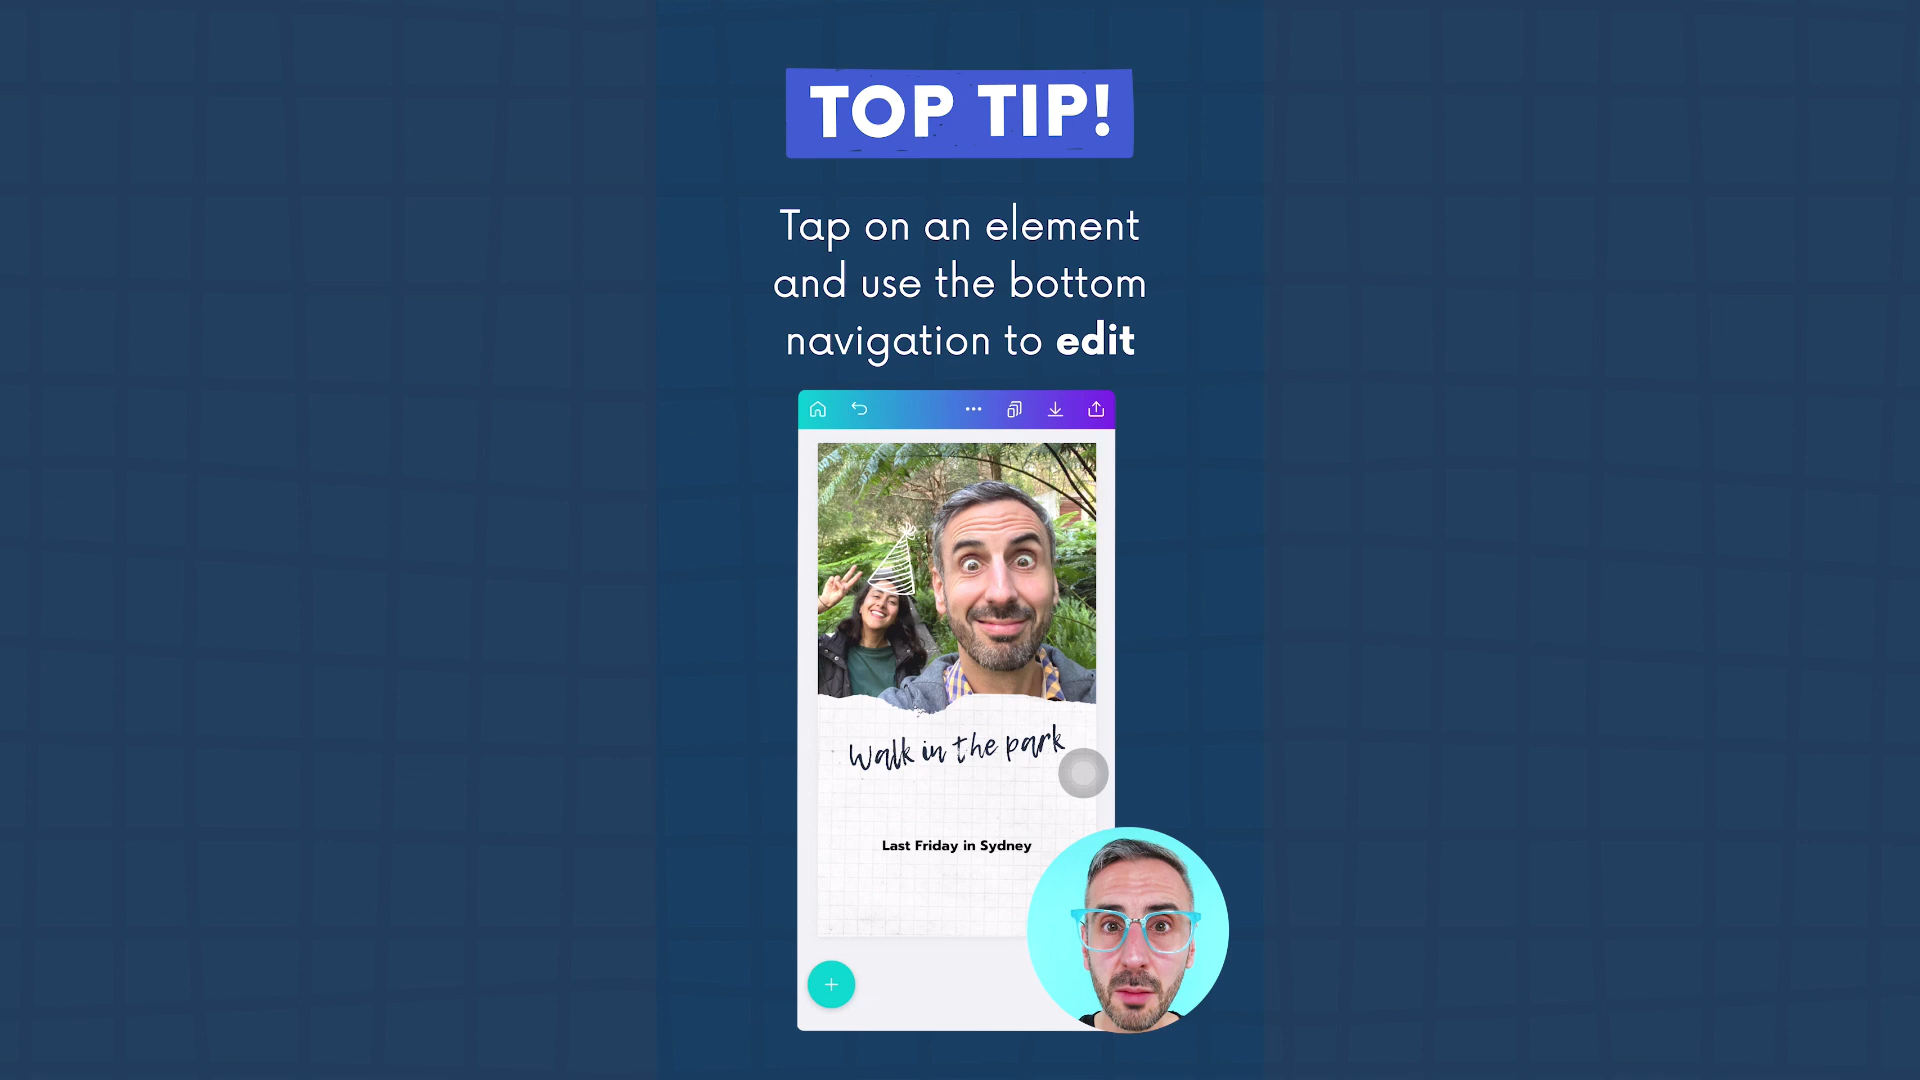 TOP TIP!
Tap on an element
and use the bottom
navigation to edit
Walk in the park
Last Friday in Sydney